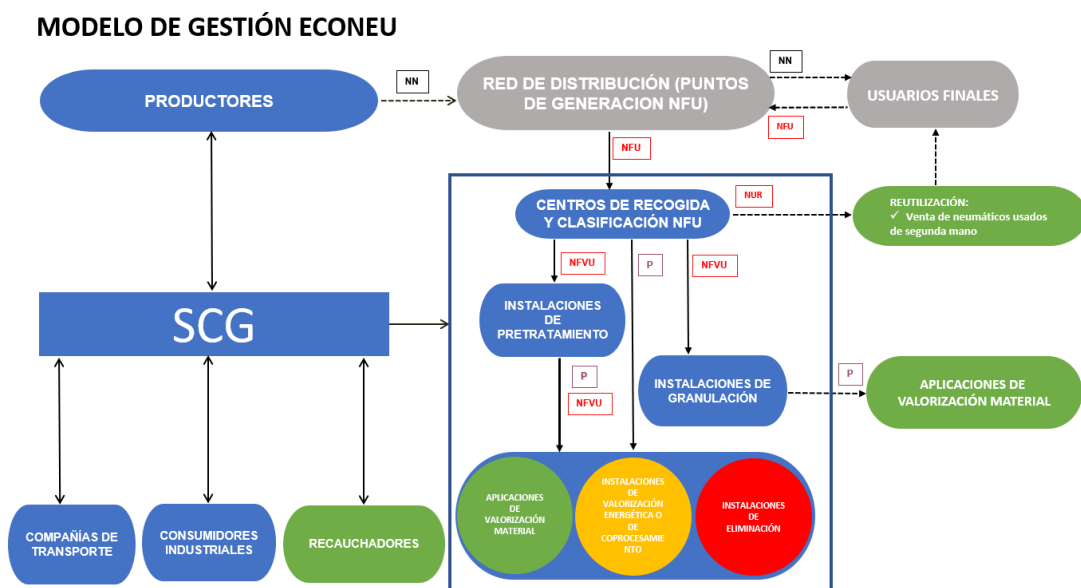 MODELO DE GESTIÓN ECONEU
PRODUCTORES
NN
RED DE DISTRIBUCIÓN (PUNTOS
DE GENERACION NFU)
NN
NFU
USUARIOS FINALES
NFU
CENTROS DE RECOGIDA
Y CLASIFICACIÓN NFU
NUR
REUTILIZACIÓN:
✓ Venta de neumáticos usados
de segunda mano
NFVU
P
NFVU
SCG
INSTALACIONES
DE
PRETRATAMIENTO
P
NFVU
INSTALACIONES DE
GRANULACIÓN
P
APLICACIONES DE
VALORIZACIÓN MATERIAL
APLICACIONES
DE
VALORIZACIÓN
MATERIAL
INSTALACIONES
DE
VALORIZACIÓN
ENERGÉTICA O
DE
COPROCESAMIE
NTO
INSTALACIONES
DE
ELIMINACIÓN
COMPAÑÍAS DE
TRANSPORTE
CONSUMIDORES
INDUSTRIALES
RECAUCHADORES